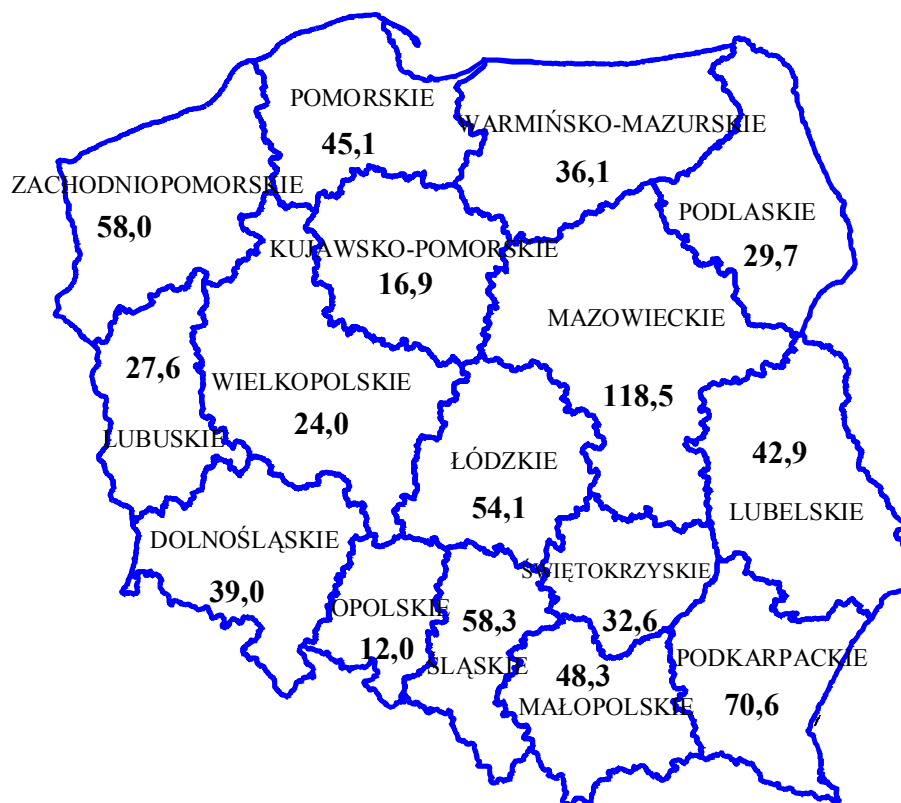 POMORSKIE
45,1
WARMIŃSKO-MAZURSKIE
36,1
ZACHODNIOPOMORSKIE
58,0
PODLASKIE
29,7
KUJAWSKO-POMORSKIE
16,9
MAZOWIECKIE
118,5
27,6
LUBUSKIE
WIELKOPOLSKIE
24,0
ŁÓDZKIE
54,1
42,9
LUBELSKIE
DOLNOŚLĄSKIE
39,0
OPOLSKIE
12,0
58,3
ŚLĄSKIE
ŚWIĘTOKRZYSKIE
32,6
48,3
MAŁOPOLSKIE
PODKARPACKIE
70,6